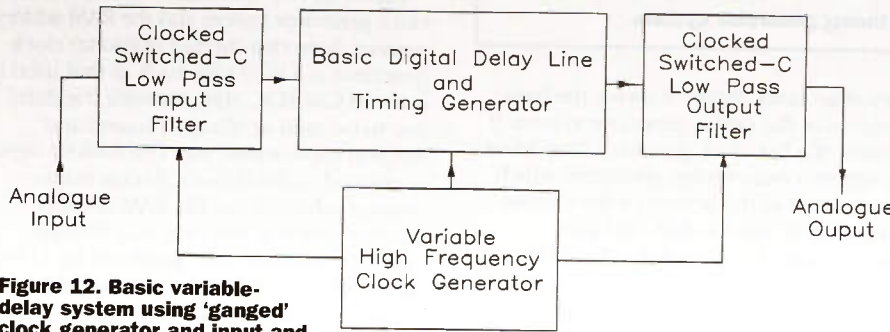 Clocked
Switched-C
Low Pass
Input
Filter
Basic Digital Delay Line
and
Timing Generator
Clocked
Switched-C
Low Pass
Output
Filter
Analogue
Input
Variable
High Frequency
Clock Generator
Analogue
Ouput
Figure 12. Basic variable-
delay system using 'ganged'
clock generator and input and